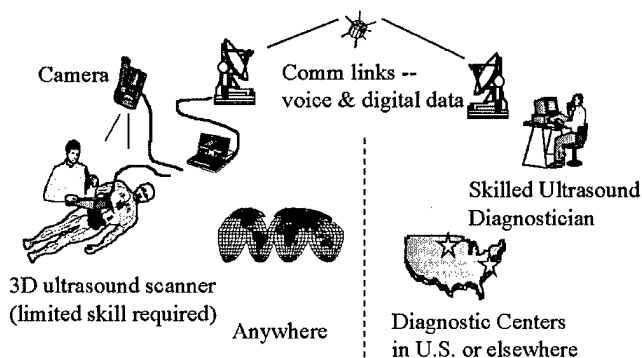 Camera
Comm links --
voice & digital data
Skilled Ultrasound
Diagnostician
3D ultrasound scanner
(limited skill required)
Anywhere
Diagnostic Centers
in U.S. or elsewhere